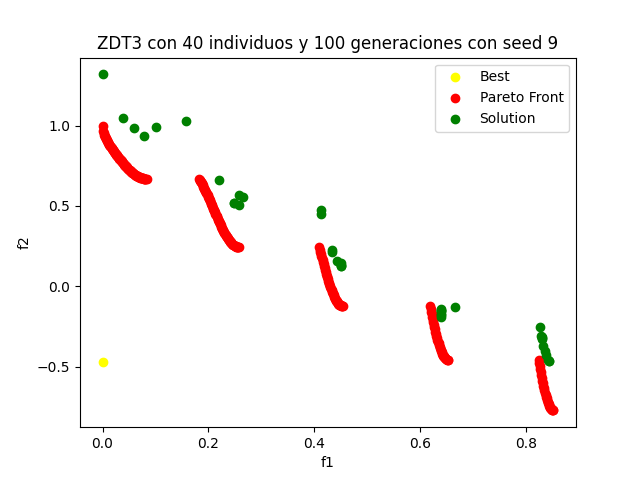 ZDT3 con 40 individuos y 100 generaciones con seed 9
Best
Pareto Front
Solution
1.0
0.5
0.0
−0.5
f2
0.0
0.2
0.4
0.6
0.8
f1